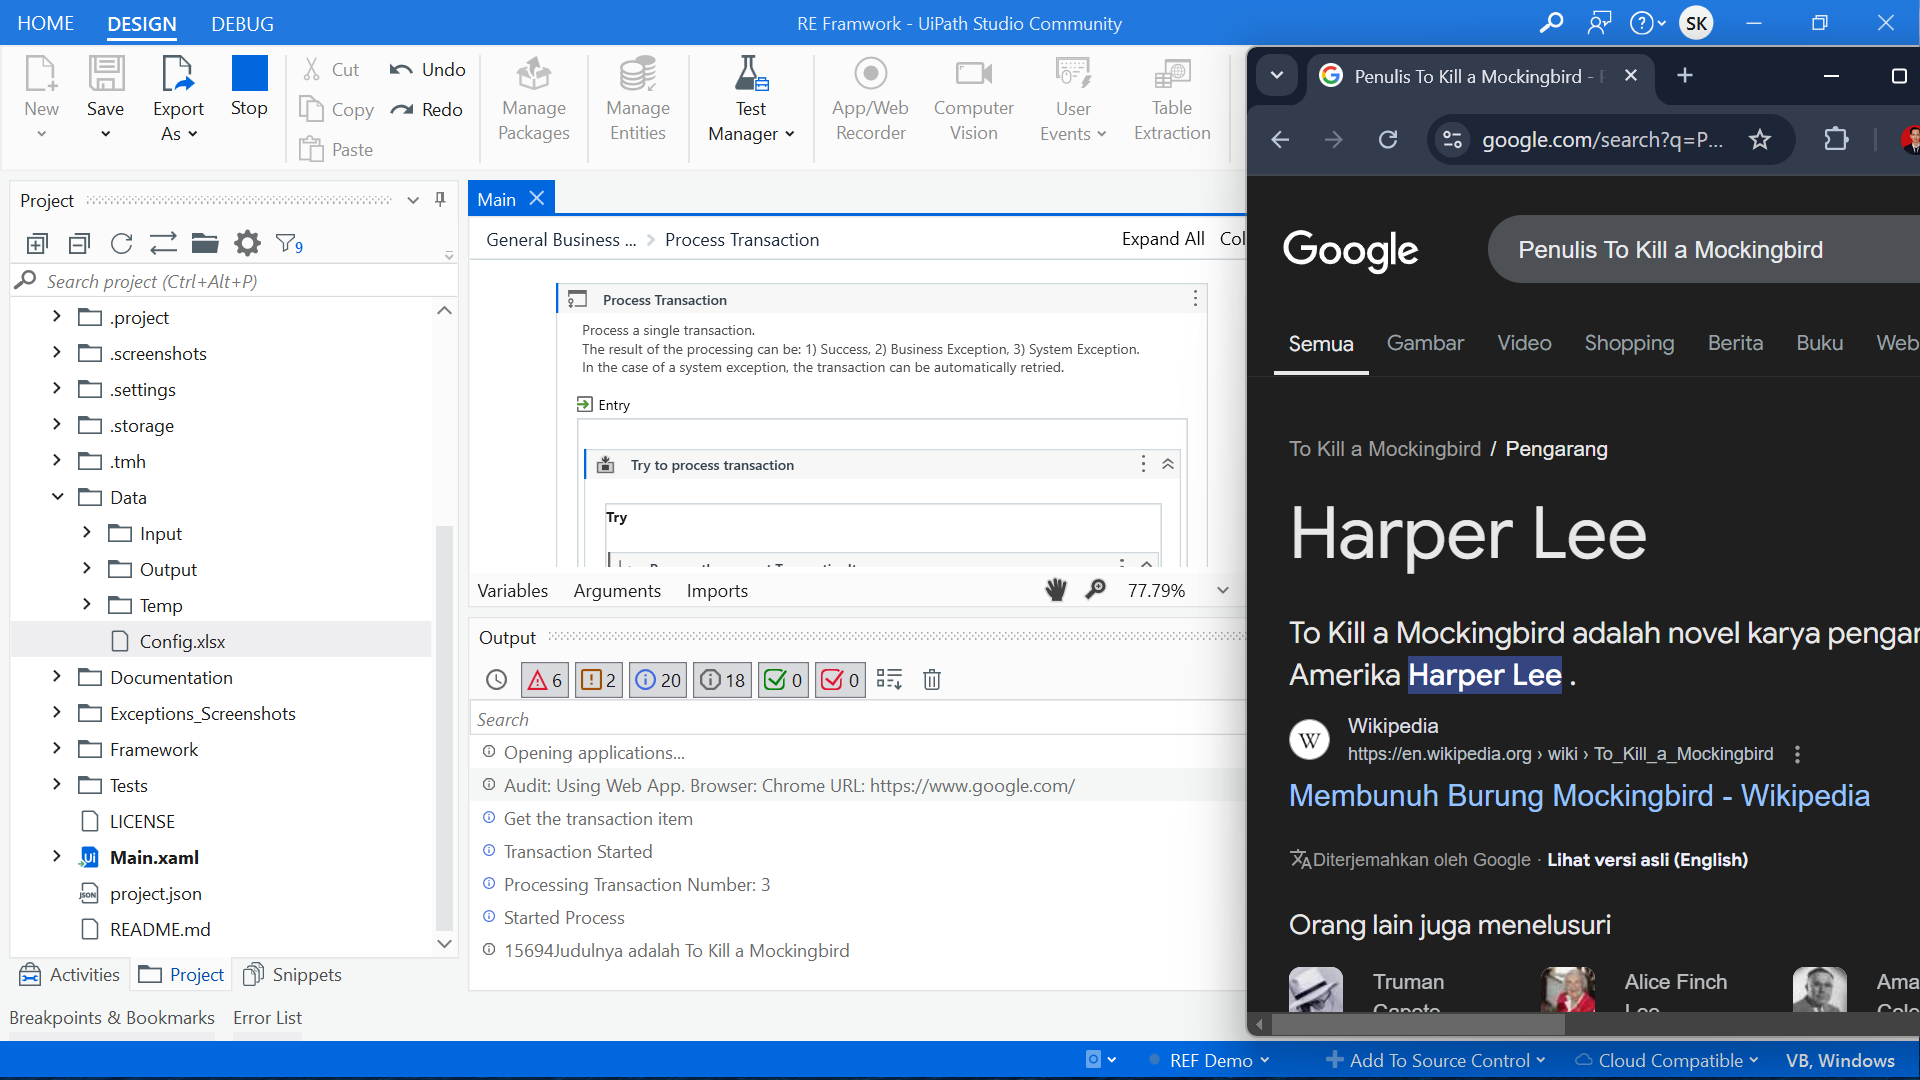 HOME DESIGN DEBUG
RE Framwork - UiPath Studio Community
SK
New Save Export As Stop
Cut Undo
Copy Redo
Paste
Manage Packages
Manage Entities
Test Manager
App/Web Recorder
Computer Vision
User Events
Table Extraction
Project
9
Search project (Ctrl+Alt+P)
.project
.screenshots
.settings
.storage
.tmh
Data
Input
Output
Temp
Config.xlsx
Documentation
Exceptions_Screenshots
Framework
Tests
LICENSE
Main.xaml
project.json
README.md
Activities Project Snippets
Breakpoints & Bookmarks Error List
Main
General Business ... > Process Transaction
Expand All Col
Process Transaction
Process a single transaction.
The result of the processing can be: 1) Success, 2) Business Exception, 3) System Exception.
In the case of a system exception, the transaction can be automatically retried.
Entry
Try to process transaction
Try
Variables Arguments Imports 77.79%
Output
6 2 20 18 0 0
Search
Opening applications...
Audit: Using Web App. Browser: Chrome URL: https://www.google.com/
Get the transaction item
Transaction Started
Processing Transaction Number: 3
Started Process
15694Judulnya adalah To Kill a Mockingbird
Penulis To Kill a Mockingbird -
google.com/search?q=P...
Google
Penulis To Kill a Mockingbird
Semua Gambar Video Shopping Berita Buku Web
To Kill a Mockingbird / Pengarang
Harper Lee
To Kill a Mockingbird adalah novel karya pengar
Amerika Harper Lee .
W
Wikipedia
https://en.wikipedia.org › wiki › To_Kill_a_Mockingbird
Membunuh Burung Mockingbird - Wikipedia
Diterjemahkan oleh Google · Lihat versi asli (English)
Orang lain juga menelusuri
Truman
Capote
Alice Finch
Lee
Ama
REF Demo Add To Source Control Cloud Compatible VB, Windows